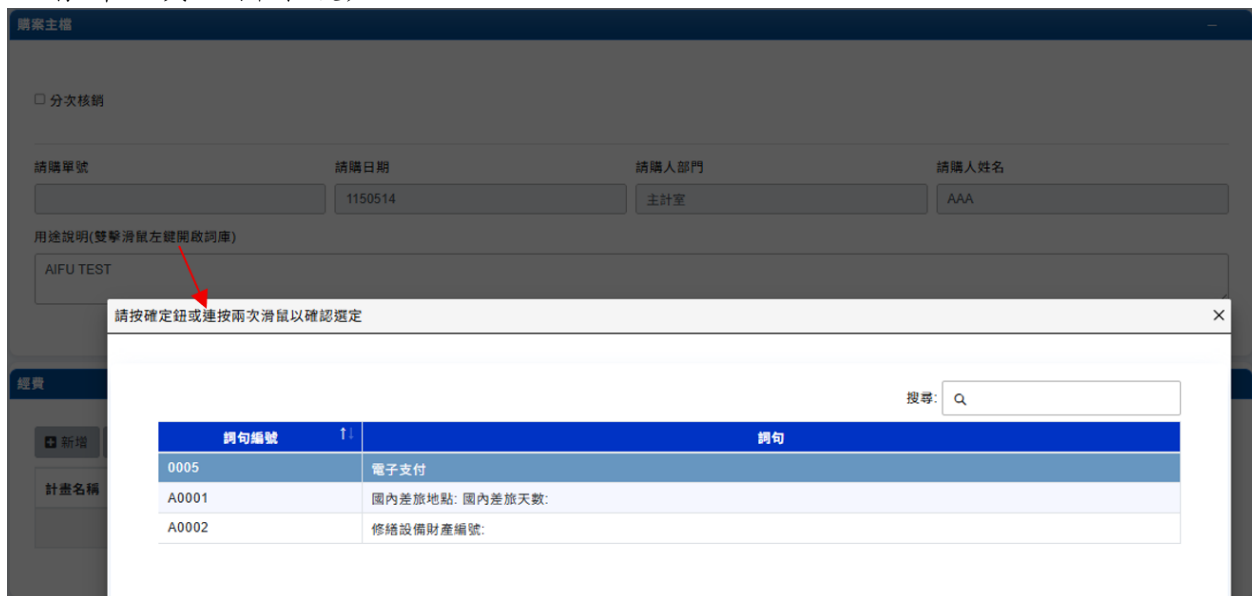 購案主檔
分次核銷
請購單號 請購日期 請購人部門 請購人姓名
1150514 主計室 AAA
用途說明(雙擊滑鼠左鍵開啟詞庫)
AIFU TEST
請按確定鈕或連按兩次滑鼠以確認選定
經費
搜尋:
新增
詞句編號 詞句
0005 電子支付
計畫名稱
A0001 國內差旅地點: 國內差旅天數:
A0002 修繕設備財產編號: